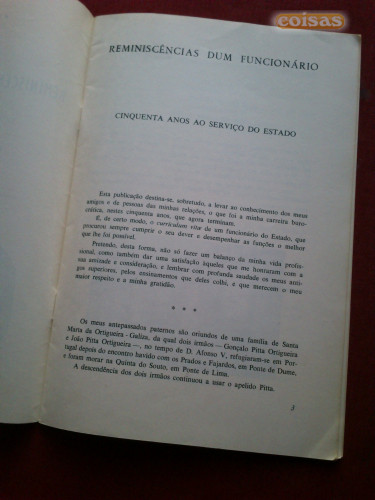 coisas
REMINISCÊNCIAS DUM FUNCIONÁRIO
CINQUENTA ANOS AO SERVIÇO DO ESTADO
Esta publicação destina-se, sobretudo, a levar ao conhecimento dos meus
amigos e de pessoas das minhas relações, o que foi a minha carreira buro-
crática, nestes cinquenta anos, que agora terminam.
É, de certo modo, o curriculum vitæ de um funcionário do Estado, que
procurou sempre cumprir o seu dever e desempenhar as funções o melhor
que lhe foi possível.
Pretendo, desta forma, não só fazer um balanço da minha vida profis-
sional, como também dar uma satisfação àqueles que me honraram com a
sua amizade e consideração, e lembrar com profunda saudade os meus anti-
gos superiores, pelos ensinamentos que deles colhi, e que merecem o meu
maior respeito e a minha gratidão.
* * *
Os meus antepassados paternos são oriundos de uma família de Santa
Marta de Ortigueira - Galiza, da qual dois irmãos — Gonçalo Pitta Ortigueira
e João Pitta Ortigueira —, no tempo de D. Afonso V, refugiaram-se em Por-
tugal depois do encontro havido com os Prados e Fajardos, em Ponte de Dume,
e foram morar na Quinta do Souto, em Ponte de Lima.
A descendência dos dois irmãos continuou a usar o apelido Pitta.
5